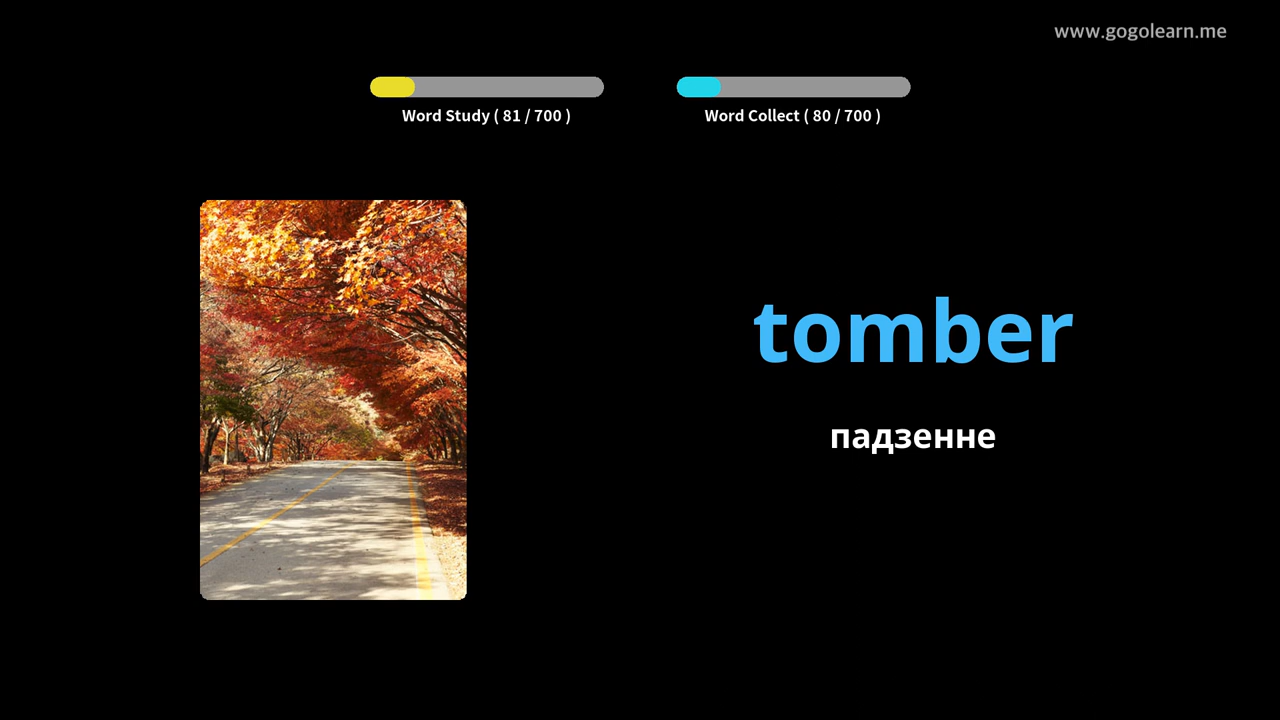 www.gogolearn.me
Word Study ( 81 / 700 )
Word Collect ( 80 / 700 )
tomber
падзенне